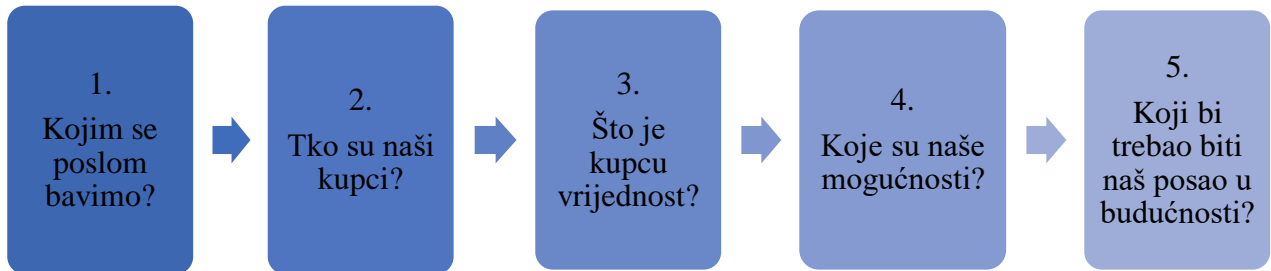 1.
Kojim se
poslom
bavimo?
2.
Tko su naši
kupci?
3.
Što je
kupcu
vrijednost?
4.
Koje su naše
mogućnosti?
5.
Koji bi
trebao biti
naš posao u
budućnosti?